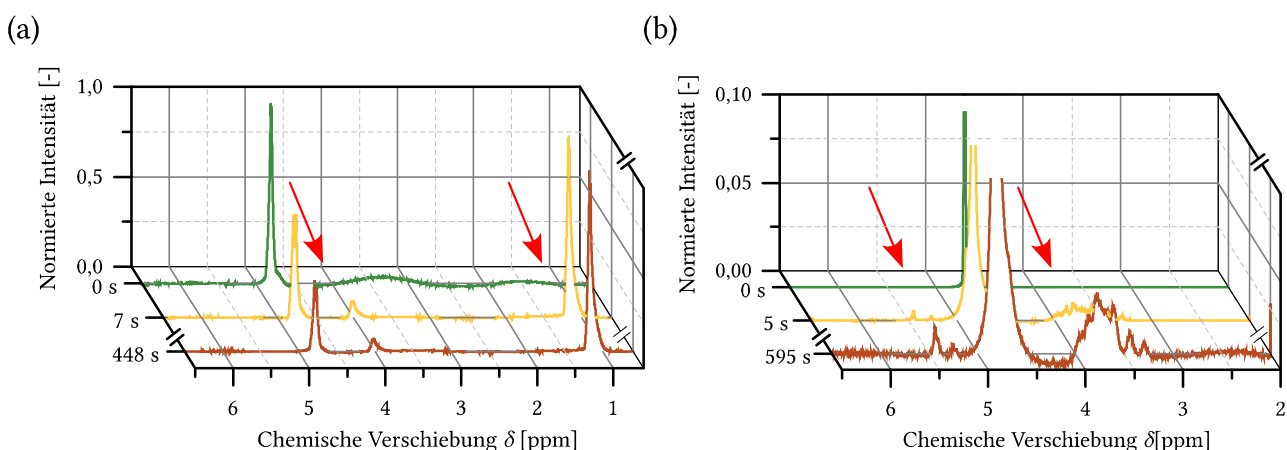 (a)
Normierte Intensität [-]
1,0
0,5
0,0
0 s
7 s
448 s
6 5 4 3 2 1
Chemische Verschiebung δ [ppm]
(b)
Normierte Intensität [-]
0,10
0,05
0,00
0 s
5 s
595 s
6 5 4 3 2
Chemische Verschiebung δ[ppm]